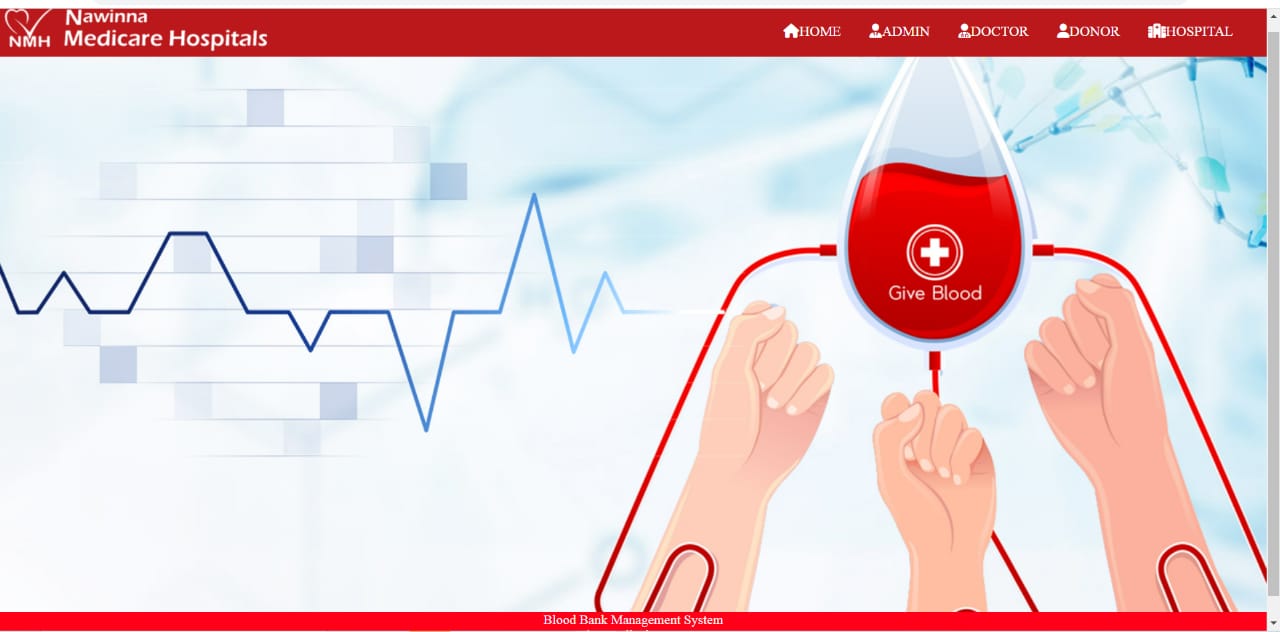 Nawinna
NMH Medicare Hospitals
HOME ADMIN DOCTOR DONOR HOSPITAL
Give Blood
Blood Bank Management System